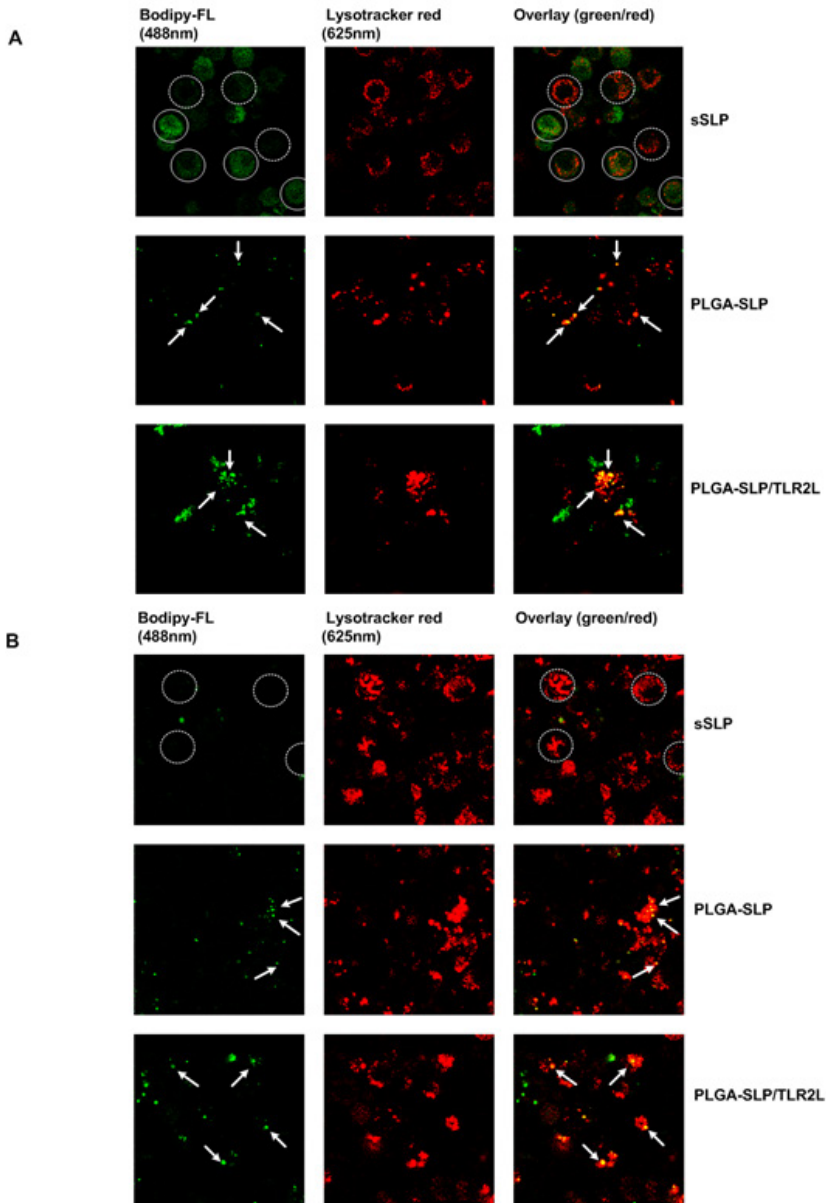 A
Bodipy-FL
(488nm)
Lysotracker red
(625nm)
Overlay (green/red)
sSLP
PLGA-SLP
PLGA-SLP/TLR2L
B
Bodipy-FL
(488nm)
Lysotracker red
(625nm)
Overlay (green/red)
sSLP
PLGA-SLP
PLGA-SLP/TLR2L